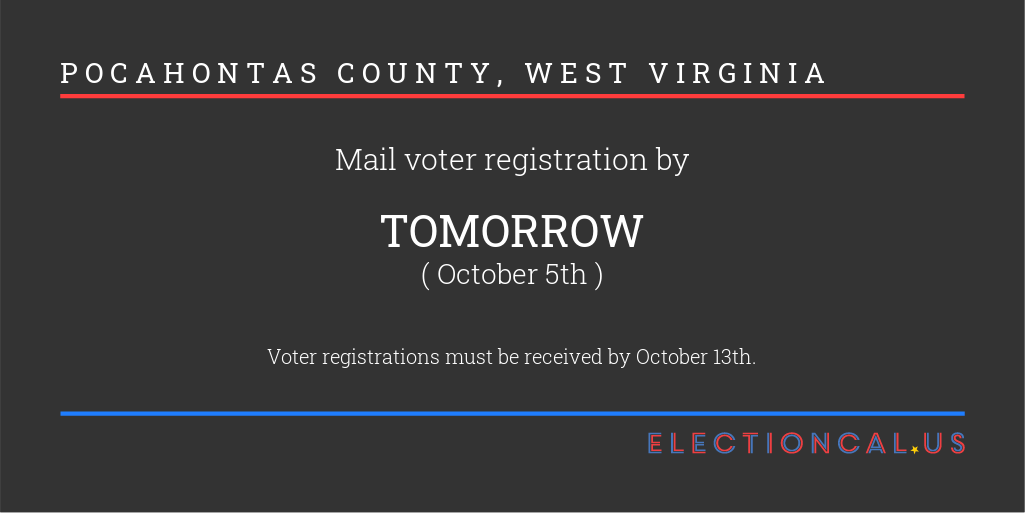 POCAHONTAS COUNTY, WEST VIRGINIA
Mail voter registration by
TOMORROW
( October 5th )
Voter registrations must be received by October 13th.
ELECTIONCAL.US